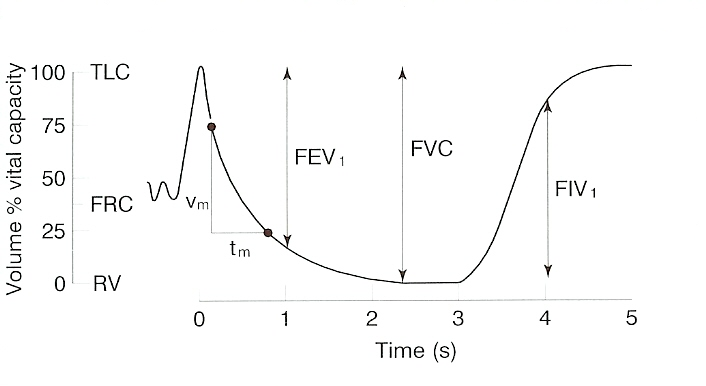 Volume % vital capacity
100 TLC
75
50
FRC
25
0 RV
FEV₁
FVC
FIV₁
vₘ
tₘ
0 1 2 3 4 5
Time (s)